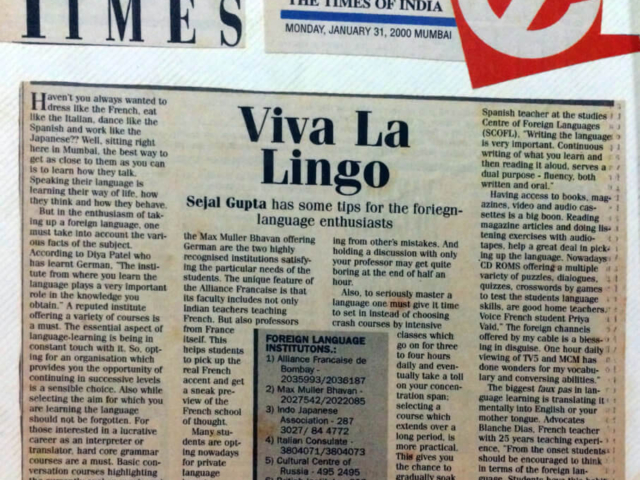 TIMES
THE TIMES OF INDIA
MONDAY, JANUARY 31, 2000 MUMBAI
Viva La
Lingo
Sejal Gupta has some tips for the foriegn-
language enthusiasts
Haven't you always wanted to
dress like the French, eat
like the Italian, dance like the
Spanish and work like the
Japanese?? Well, sitting right
here in Mumbai, the best way to
get as close to them as you can
is to learn how they talk.
Speaking their language is
learning their way of life, how
they think and how they behave.
But in the enthusiasm of tak-
ing up a foreign language, one
must take into account the vari-
ous facts of the subject.
According to Diya Patel who
has learnt German, "The insti-
tute from where you learn the
language plays a very important
role in the knowledge you
obtain." A reputed institute
offering a variety of courses is
a must. The essential aspect of
language-learning is being in
constant touch with it. So, opt-
ing for an organisation which
provides you the opportunity of
continuing in successive levels
is a sensible choice. Also while
selecting the aim for which you
are learning the language
should not be forgotten. For
those interested in a lucrative
career as an interpreter or
translator, hard core grammar
courses are a must. Basic con-
versation courses highlighting
the Max Muller Bhavan offering
German are the two highly
recognised institutions satisfy-
ing the particular needs of the
students. The unique feature of
the Alliance Francaise is that
its faculty includes not only
Indian teachers teaching
French. But also professors
from France
itself. This
helps students
to pick up the
real French
accent and get
a sneak pre-
view of the
French school
of thought.
Many stu-
dents are opt-
ing nowadays
for private
language
FOREIGN LANGUAGE
INSTITUTONS.:
1) Alliance Francaise de
Bombay -
2035993/2036187
2) Max Muller Bhavan -
2027542/2022085
3) Indo Japanese
Association - 287
3027/ 84 4772
4) Italian Consulate -
3804071/3804073
5) Cultural Centre of
Russia - 495 2495
ing from other's mistakes. And
holding a discussion with only
your professor may get quite
boring at the end of half an
hour.
Also, to seriously master a
language one must give it time
to set in instead of choosing
crash courses by intensive
classes which
go on for three
to four hours
daily and even-
tually take a toll
on your concen-
tration span;
selecting a
course which
extends over a
long period, is
more practical.
This gives you
the chance to
gradually soak
Spanish teacher at the studies
Centre of Foreign Languages
(SCOFL). "Writing the language
is very important. Continuous
writing of what you learn and
then reading it aloud, serves a
dual purpose - fluency, both
written and oral."
Having access to books, mag-
azines, video and audio cas-
settes is a big boon. Reading
magazine articles and doing lis-
tening exercises with audio-
tapes, help a great deal in pick-
ing up the language. Nowadays
CD ROMS offering a multiple
variety of puzzles, dialogues,
quizzes, crosswords by games
to test the students language
skills, are good home teachers.
Voice French student Priya
Vaid," The foreign channels
offered by my cable is a bless-
ing in disguise. One hour daily
viewing of TV5 and MCM has
done wonders for my vocabu-
lary and conversing abilities."
The biggest faux pas in lan-
guage learning is translating it
mentally into English or your
mother tongue. Advocates
Blanche Dias, French teacher
with 25 years teaching experi-
ence, "From the onset students
should be encouraged to think
in terms of the foreign lan-